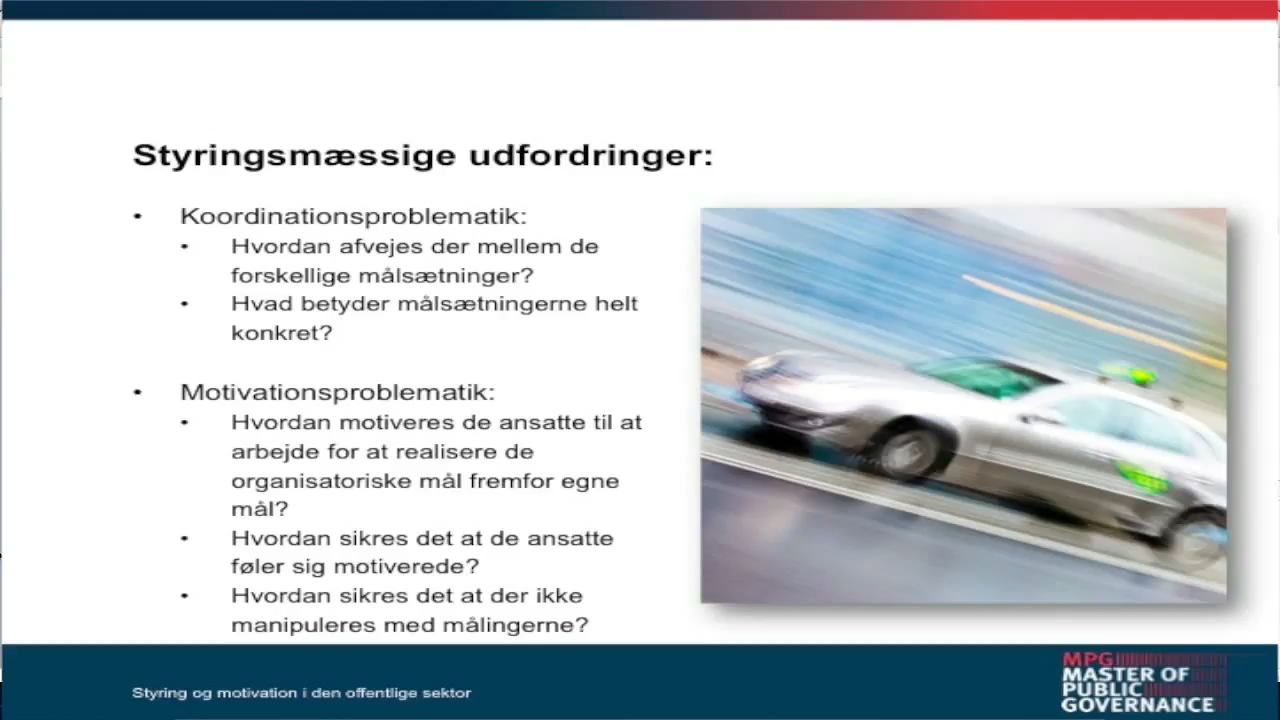 Styringsmæssige udfordringer:
• Koordinationsproblematik:
• Hvordan afvejes der mellem de
forskellige målsætninger?
• Hvad betyder målsætningerne helt
konkret?
• Motivationsproblematik:
• Hvordan motiveres de ansatte til at
arbejde for at realisere de
organisatoriske mål fremfor egne
mål?
• Hvordan sikres det at de ansatte
føler sig motiverede?
• Hvordan sikres det at der ikke
manipuleres med målingerne?
Styring og motivation i den offentlige sektor
MPG
MASTER OF
PUBLIC
GOVERNANCE